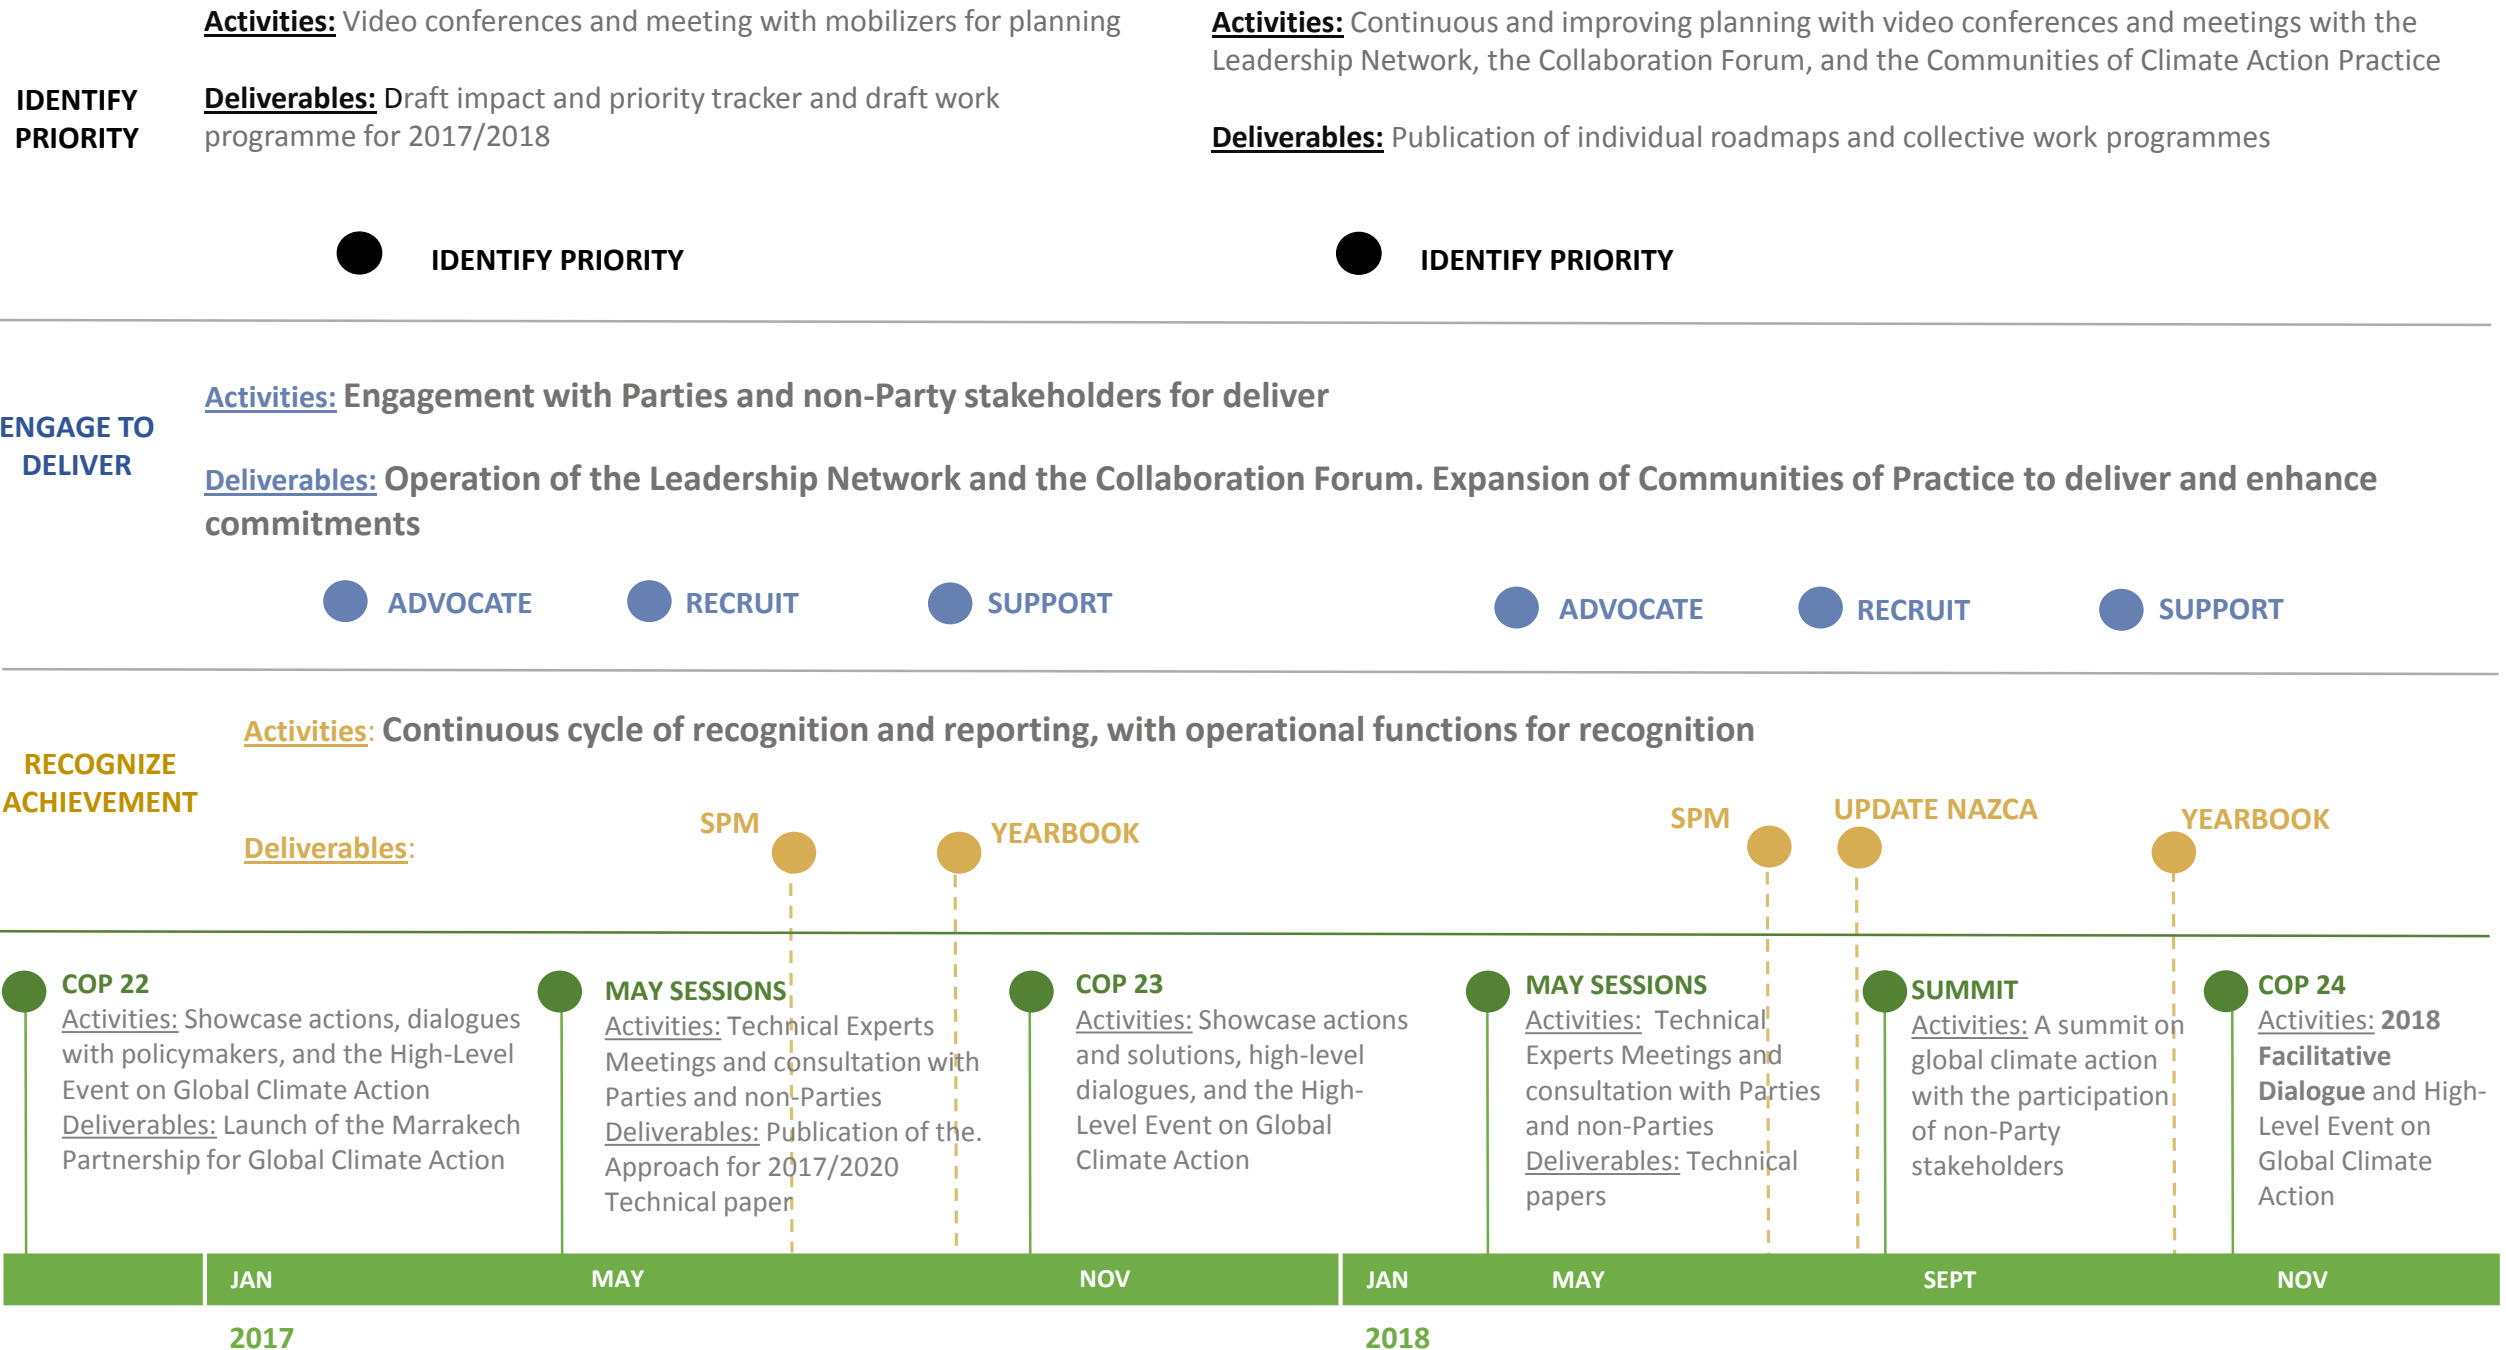 Activities: Video conferences and meeting with mobilizers for planning
Deliverables: Draft impact and priority tracker and draft work
programme for 2017/2018
Activities: Continuous and improving planning with video conferences and meetings with the
Leadership Network, the Collaboration Forum, and the Communities of Climate Action Practice
Deliverables: Publication of individual roadmaps and collective work programmes
IDENTIFY
PRIORITY
IDENTIFY PRIORITY
IDENTIFY PRIORITY
ENGAGE TO
DELIVER
Activities: Engagement with Parties and non-Party stakeholders for deliver
Deliverables: Operation of the Leadership Network and the Collaboration Forum. Expansion of Communities of Practice to deliver and enhance
commitments
ADVOCATE
RECRUIT
SUPPORT
ADVOCATE
RECRUIT
SUPPORT
RECOGNIZE
ACHIEVEMENT
Activities: Continuous cycle of recognition and reporting, with operational functions for recognition
Deliverables:
SPM
YEARBOOK
SPM
UPDATE NAZCA
YEARBOOK
COP 22
Activities: Showcase actions, dialogues
with policymakers, and the High-Level
Event on Global Climate Action
Deliverables: Launch of the Marrakech
Partnership for Global Climate Action
MAY SESSIONS
Activities: Technical Experts
Meetings and consultation with
Parties and non-Parties
Deliverables: Publication of the.
Approach for 2017/2020
Technical paper
COP 23
Activities: Showcase actions
and solutions, high-level
dialogues, and the High-
Level Event on Global
Climate Action
MAY SESSIONS
Activities: Technical
Experts Meetings and
consultation with Parties
and non-Parties
Deliverables: Technical
papers
SUMMIT
Activities: A summit on
global climate action
with the participation
of non-Party
stakeholders
COP 24
Activities: 2018
Facilitative
Dialogue and High-
Level Event on
Global Climate
Action
JAN
MAY
NOV
JAN
MAY
SEPT
NOV
2017
2018